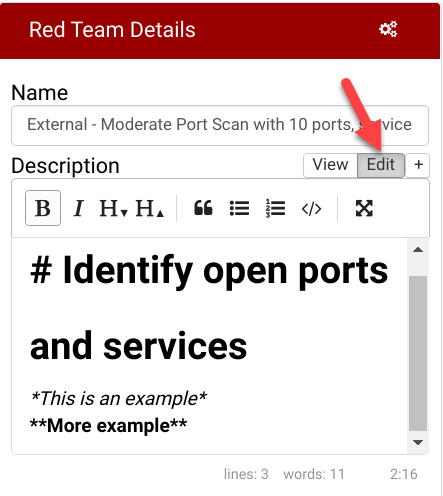 Red Team Details
Name
External - Moderate Port Scan with 10 ports, service
Description View Edit +
B I H▾ H▴ “ </>
# Identify open ports
and services
*This is an example*
**More example**
lines: 3 words: 11 2:16